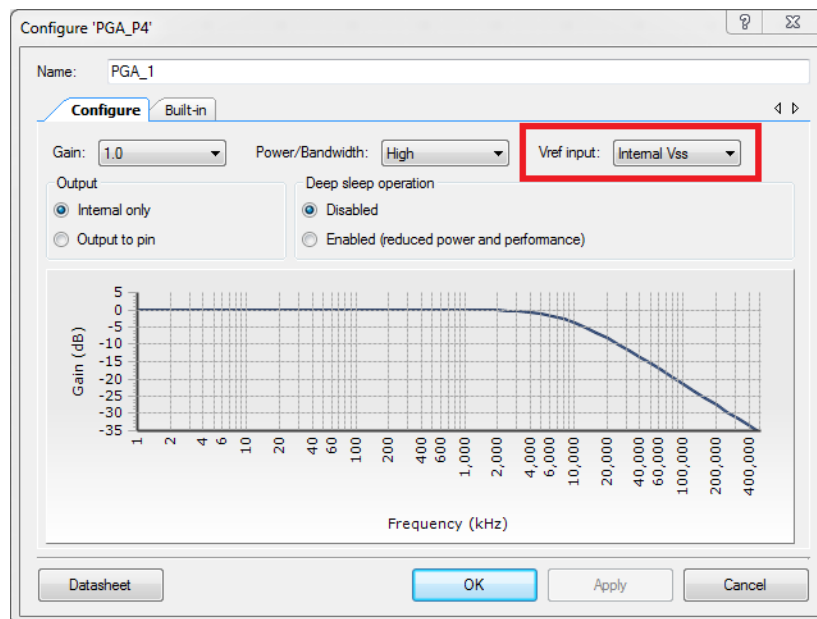 Configure 'PGA_P4'
?
Name: PGA_1
Configure Built-in
Gain: 1.0 Power/Bandwidth: High Vref input: Internal Vss
Output Deep sleep operation
Internal only Disabled
Output to pin Enabled (reduced power and performance)
Gain (dB)
5
0
-5
-10
-15
-20
-25
-30
-35
1 2 4 6 10 20 40 60 100 200 400 600 1,000 2,000 4,000 6,000 10,000 20,000 40,000 60,000 100,000 200,000 400,000
Frequency (kHz)
Datasheet OK Apply Cancel